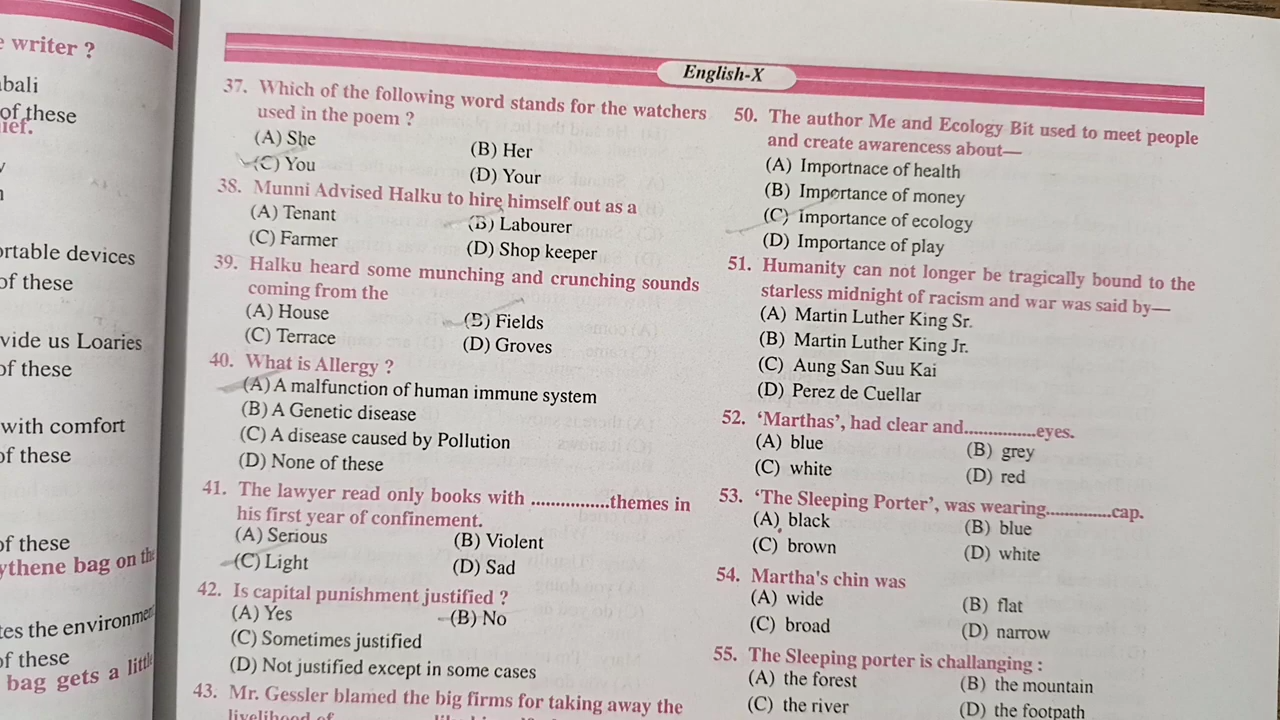 e writer ?
bali
of these
ief.
ortable devices
of these
vide us Loaries
of these
with comfort
of these
of these
ythene bag on the
tes the environmen
of these
bag gets a little
English-X
37. Which of the following word stands for the watchers
used in the poem ?
(A) She
(B) Her
(C) You
(D) Your
38. Munni Advised Halku to hire himself out as a
(A) Tenant
(B) Labourer
(C) Farmer
(D) Shop keeper
39. Halku heard some munching and crunching sounds
coming from the
(A) House
(B) Fields
(C) Terrace
(D) Groves
40. What is Allergy ?
(A) A malfunction of human immune system
(B) A Genetic disease
(C) A disease caused by Pollution
(D) None of these
41. The lawyer read only books with ................themes in
his first year of confinement.
(A) Serious
(B) Violent
(C) Light
(D) Sad
42. Is capital punishment justified ?
(A) Yes
(B) No
(C) Sometimes justified
(D) Not justified except in some cases
43. Mr. Gessler blamed the big firms for taking away the
livelihood of
50. The author Me and Ecology Bit used to meet people
and create awarencess about—
(A) Importnace of health
(B) Importance of money
(C) Importance of ecology
(D) Importance of play
51. Humanity can not longer be tragically bound to the
starless midnight of racism and war was said by—
(A) Martin Luther King Sr.
(B) Martin Luther King Jr.
(C) Aung San Suu Kai
(D) Perez de Cuellar
52. ‘Marthas’, had clear and...............eyes.
(A) blue
(B) grey
(C) white
(D) red
53. ‘The Sleeping Porter’, was wearing.............cap.
(A) black
(B) blue
(C) brown
(D) white
54. Martha's chin was
(A) wide
(B) flat
(C) broad
(D) narrow
55. The Sleeping porter is challanging :
(A) the forest
(B) the mountain
(C) the river
(D) the footpath